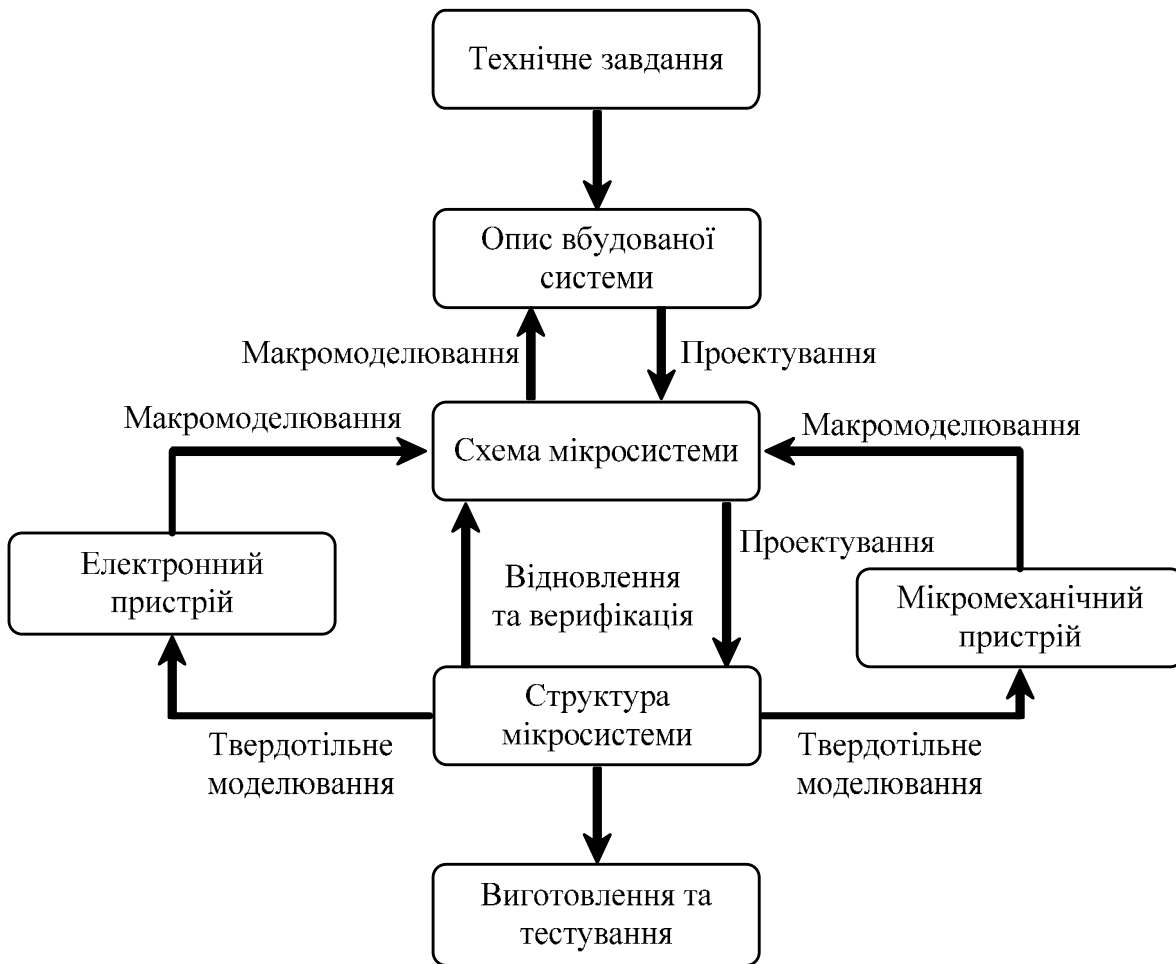 Технічне завдання
Опис вбудованої
системи
Макромоделювання
Проектування
Макромоделювання
Схема мікросистеми
Макромоделювання
Електронний
пристрій
Відновлення
та верифікація
Проектування
Мікромеханічний
пристрій
Твердотільне
моделювання
Структура
мікросистеми
Твердотільне
моделювання
Виготовлення та
тестування